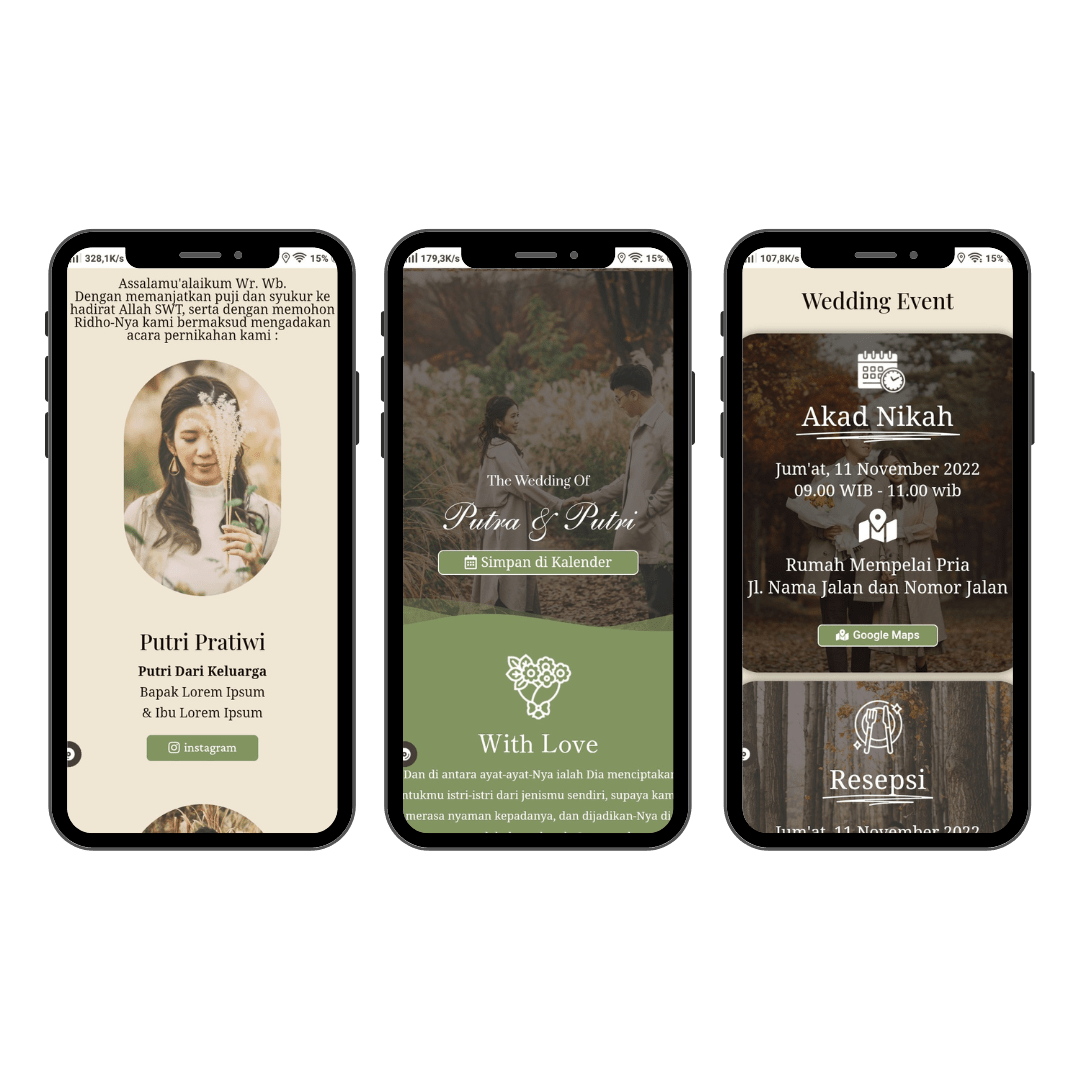 328,1K/s
15%
Assalamu'alaikum Wr. Wb.
Dengan memanjatkan puji dan syukur ke
hadirat Allah SWT, serta dengan memohon
Ridho-Nya kami bermaksud mengadakan
acara pernikahan kami :
Putri Pratiwi
Putri Dari Keluarga
Bapak Lorem Ipsum
& Ibu Lorem Ipsum
instagram
179,3K/s
15%
The Wedding Of
Putra & Putri
Simpan di Kalender
With Love
Dan di antara ayat-ayat-Nya ialah Dia menciptakan
ntukmu istri-istri dari jenismu sendiri, supaya kam
merasa nyaman kepadanya, dan dijadikan-Nya di
107,8K/s
15%
Wedding Event
Akad Nikah
Jum'at, 11 November 2022
09.00 WIB - 11.00 wib
Rumah Mempelai Pria
Jl. Nama Jalan dan Nomor Jalan
Google Maps
Resepsi
Jum'at, 11 November 2022